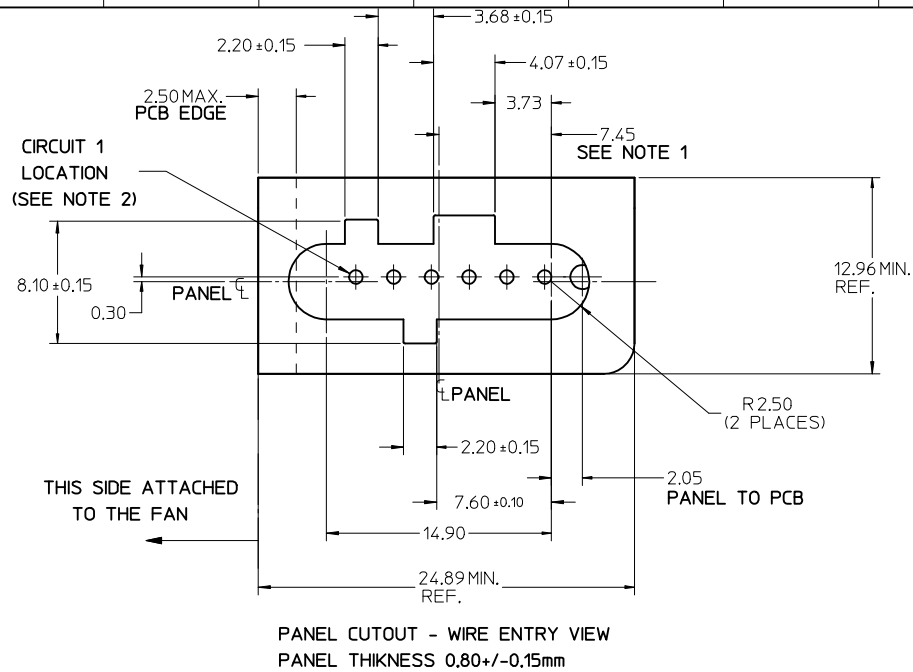 3.68 ±0.15
2.20 ±0.15
4.07 ±0.15
2.50 MAX.
PCB EDGE
3.73
7.45
SEE NOTE 1
CIRCUIT 1
LOCATION
(SEE NOTE 2)
8.10 ±0.15
PANEL ℄
0.30
12.96 MIN.
REF.
℄ PANEL
R 2.50
(2 PLACES)
2.20 ±0.15
2.05
PANEL TO PCB
7.60 ±0.10
THIS SIDE ATTACHED
TO THE FAN
14.90
24.89 MIN.
REF.
PANEL CUTOUT - WIRE ENTRY VIEW
PANEL THIKNESS 0.80+/-0.15mm